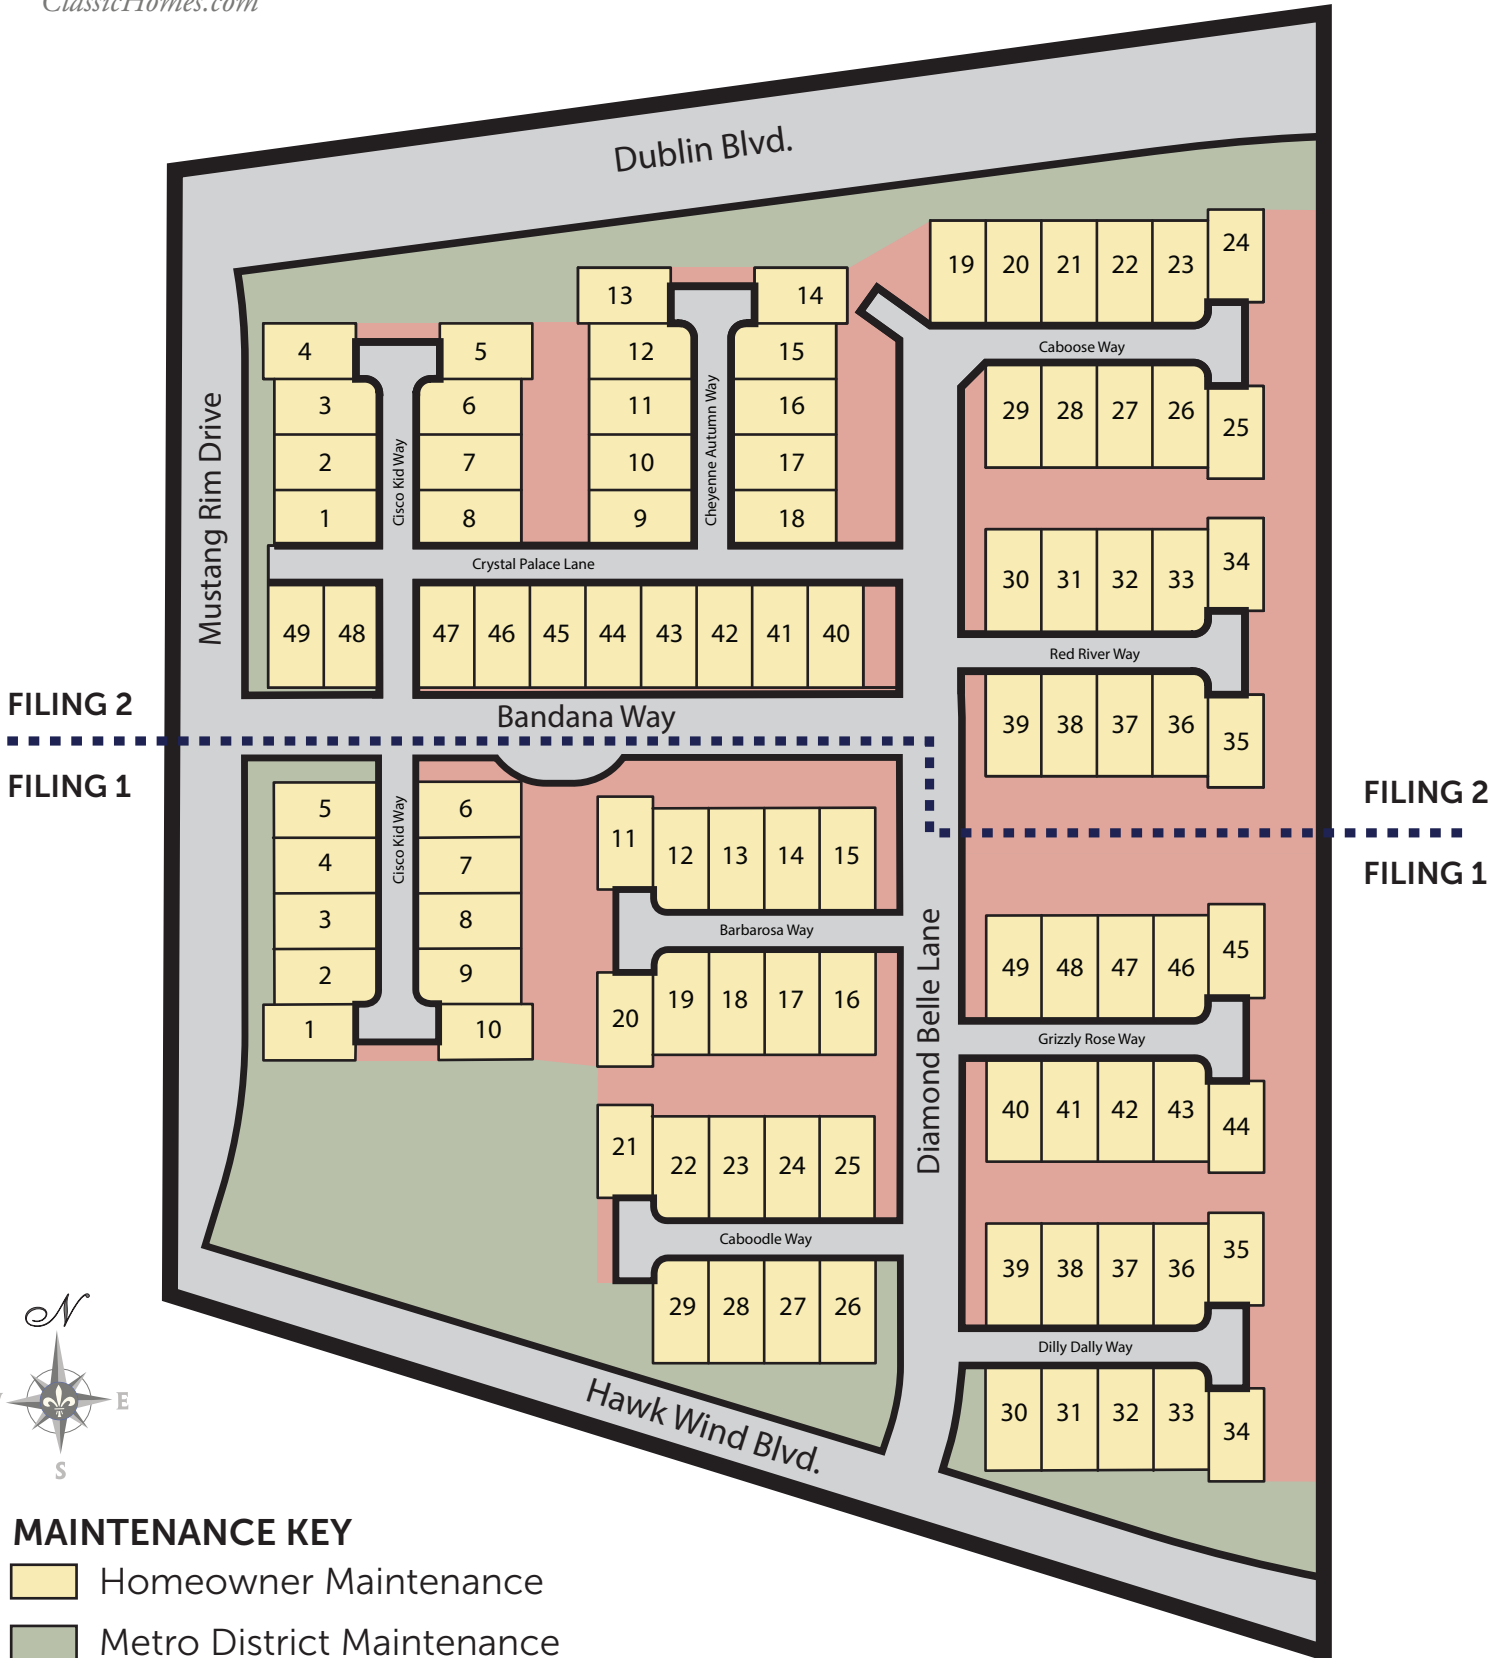 ClassicHomes.com
Dublin Blvd.
24
19 20 21 22 23
13 14
Caboose Way
4 5 12 15
3 6 11 16
29 28 27 26 25
2 7 10 17
1 8 9 18
Mustang Rim Drive
Cisco Kid Way
Cheyenne Autumn Way
Crystal Palace Lane
34
30 31 32 33
49 48 47 46 45 44 43 42 41 40
Red River Way
FILING 2
Bandana Way
39 38 37 36 35
FILING 1
FILING 2
FILING 1
5 6
4 7
3 8
2 9
1 10
Cisco Kid Way
11 12 13 14 15
Barbarosa Way
20 19 18 17 16
Diamond Belle Lane
45
49 48 47 46
Grizzly Rose Way
40 41 42 43 44
21 22 23 24 25
Caboodle Way
29 28 27 26
35
39 38 37 36
Dilly Dally Way
30 31 32 33 34
Hawk Wind Blvd.
N
E
S
MAINTENANCE KEY
Homeowner Maintenance
Metro District Maintenance